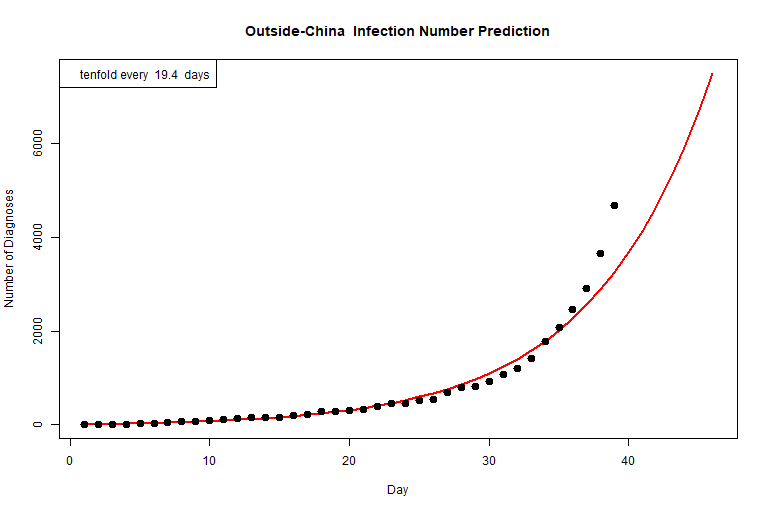 Outside-China  Infection Number Prediction
tenfold every  19.4  days
Number of Diagnoses
6000
4000
2000
0
0 10 20 30 40
Day